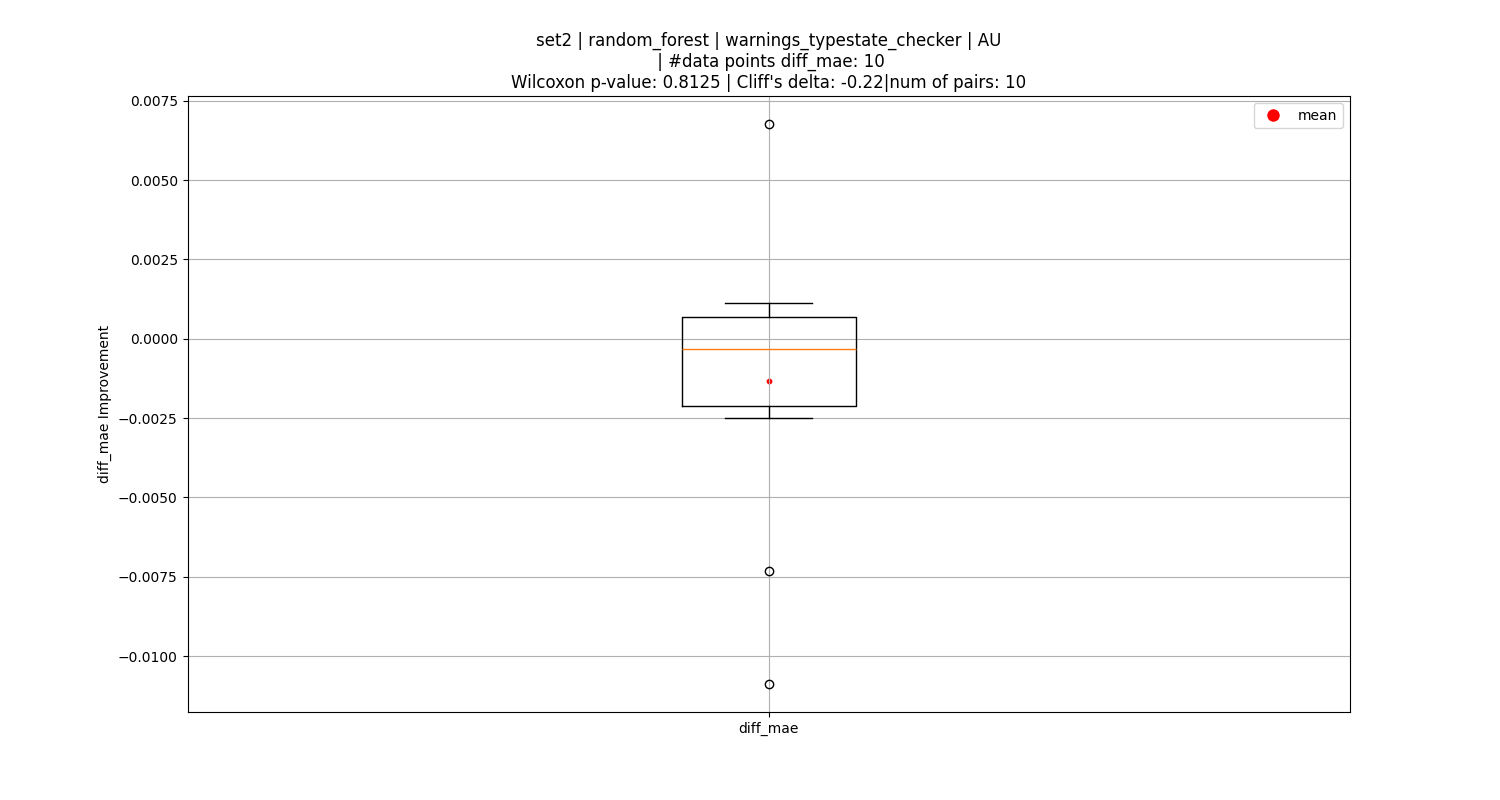 set2 | random_forest | warnings_typestate_checker | AU
| #data points diff_mae: 10
Wilcoxon p-value: 0.8125 | Cliff's delta: -0.22|num of pairs: 10
mean
0.0075
0.0050
0.0025
0.0000
−0.0025
−0.0050
−0.0075
−0.0100
diff_mae Improvement
diff_mae